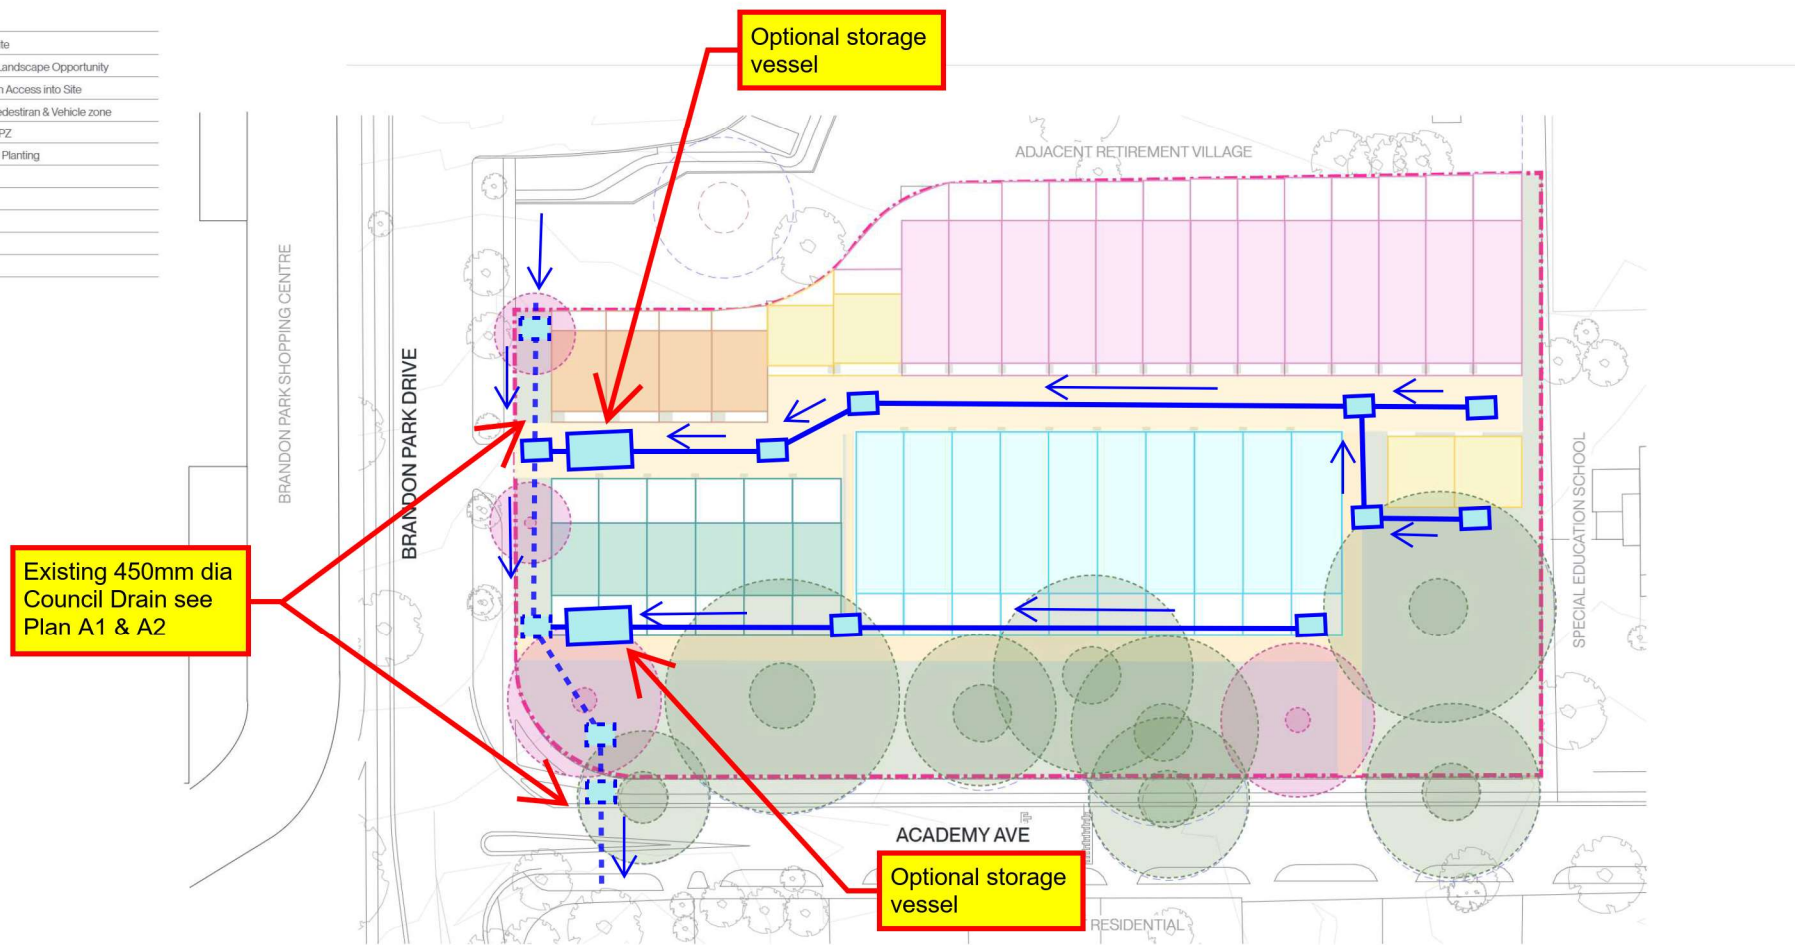 Optional storage
vessel
Landscape Opportunity
Access into Site
& Vehicle zone
Planting
ADJACENT RETIREMENT VILLAGE
BRANDON PARK SHOPPING CENTRE
BRANDON PARK DRIVE
SPECIAL EDUCATION SCHOOL
Existing 450mm dia
Council Drain see
Plan A1 & A2
ACADEMY AVE
Optional storage
vessel
RESIDENTIAL